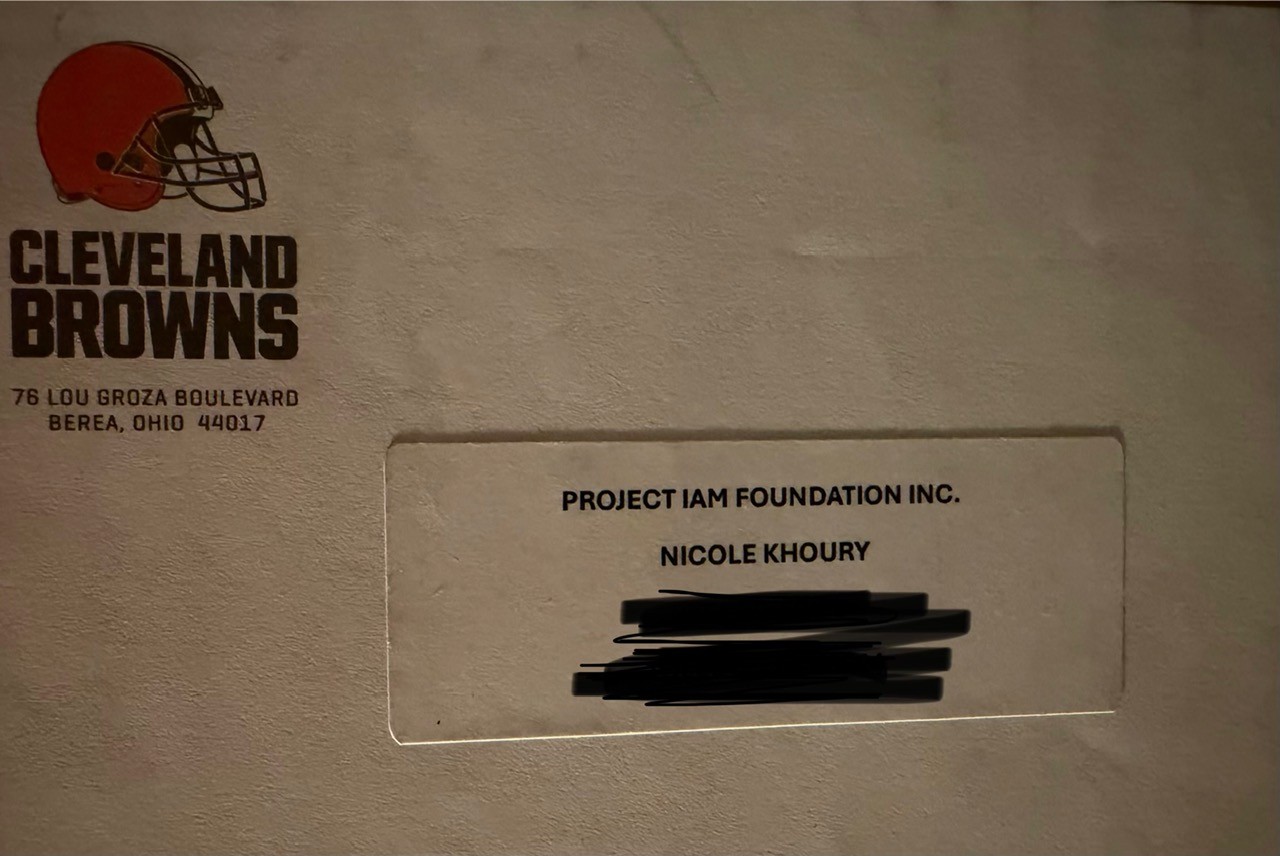 CLEVELAND
BROWNS
76 LOU GROZA BOULEVARD
BEREA, OHIO 44017
PROJECT IAM FOUNDATION INC.
NICOLE KHOURY